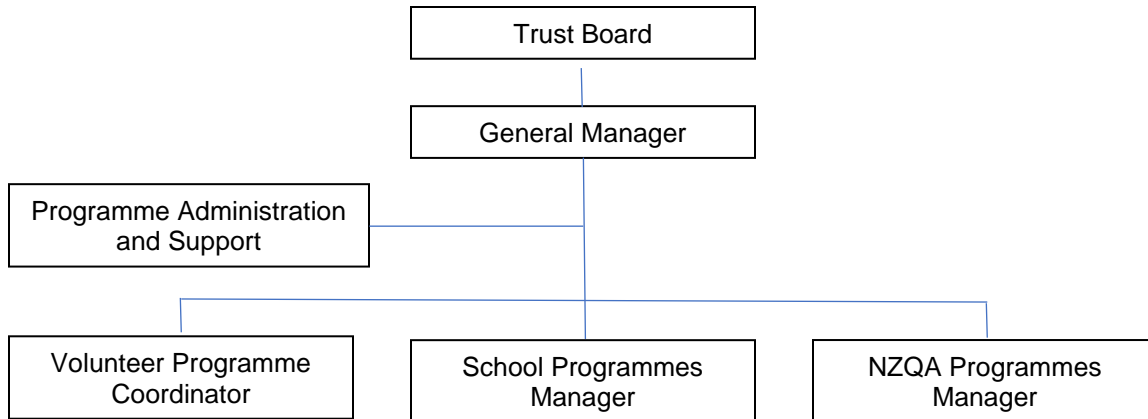 Trust Board
General Manager
Programme Administration
and Support
Volunteer Programme
Coordinator
School Programmes
Manager
NZQA Programmes
Manager